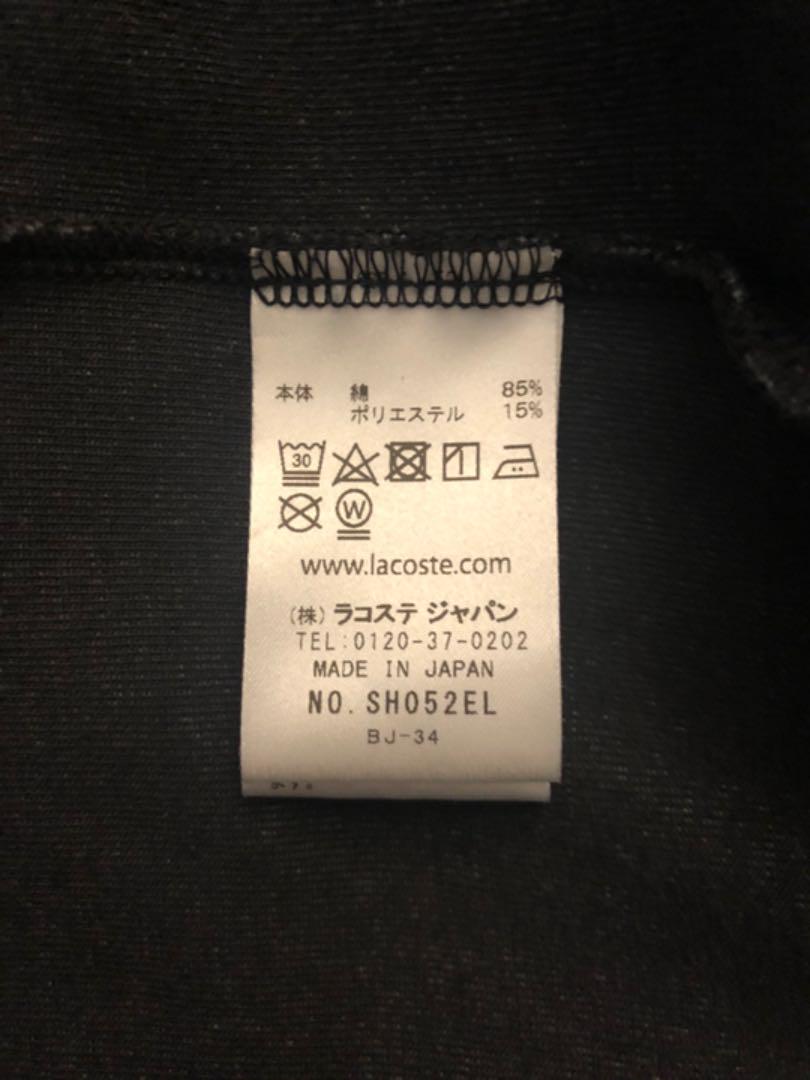 本体 綿 85%
ポリエステル 15%
30
W
www.lacoste.com
(株) ラコステ ジャパン
TEL:0120-37-0202
MADE IN JAPAN
NO. SH052EL
BJ-34